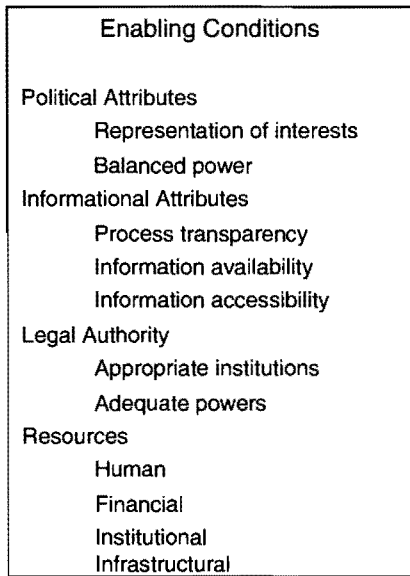 Enabling Conditions
Political Attributes
Representation of interests
Balanced power
Informational Attributes
Process transparency
Information availability
Information accessibility
Legal Authority
Appropriate institutions
Adequate powers
Resources
Human
Financial
Institutional
Infrastructural